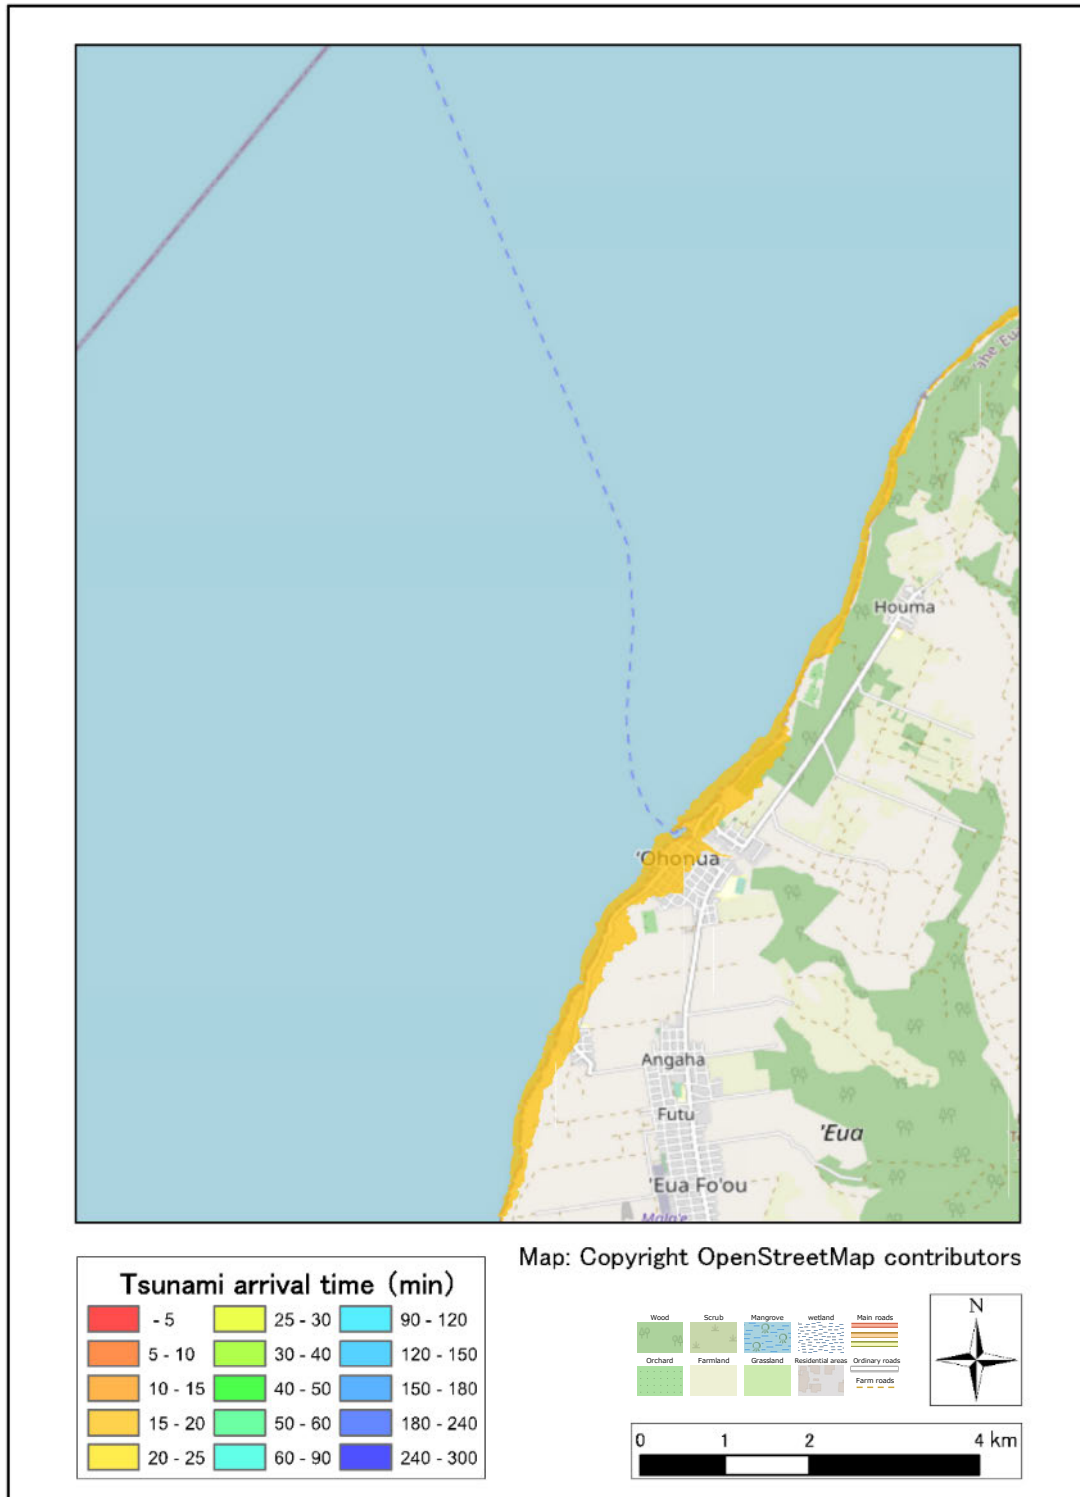 'Eua
Houma
'Ohonua
Angaha
Futu
'Eua
'Eua Fo'ou
Map: Copyright OpenStreetMap contributors
Tsunami arrival time (min)
- 5
5 - 10
10 - 15
15 - 20
20 - 25
25 - 30
30 - 40
40 - 50
50 - 60
60 - 90
90 - 120
120 - 150
150 - 180
180 - 240
240 - 300
Wood
Scrub
Mangrove
wetland
Main roads
Orchard
Farmland
Grassland
Residential areas
Ordinary roads
Farm roads
N
0 1 2 4 km